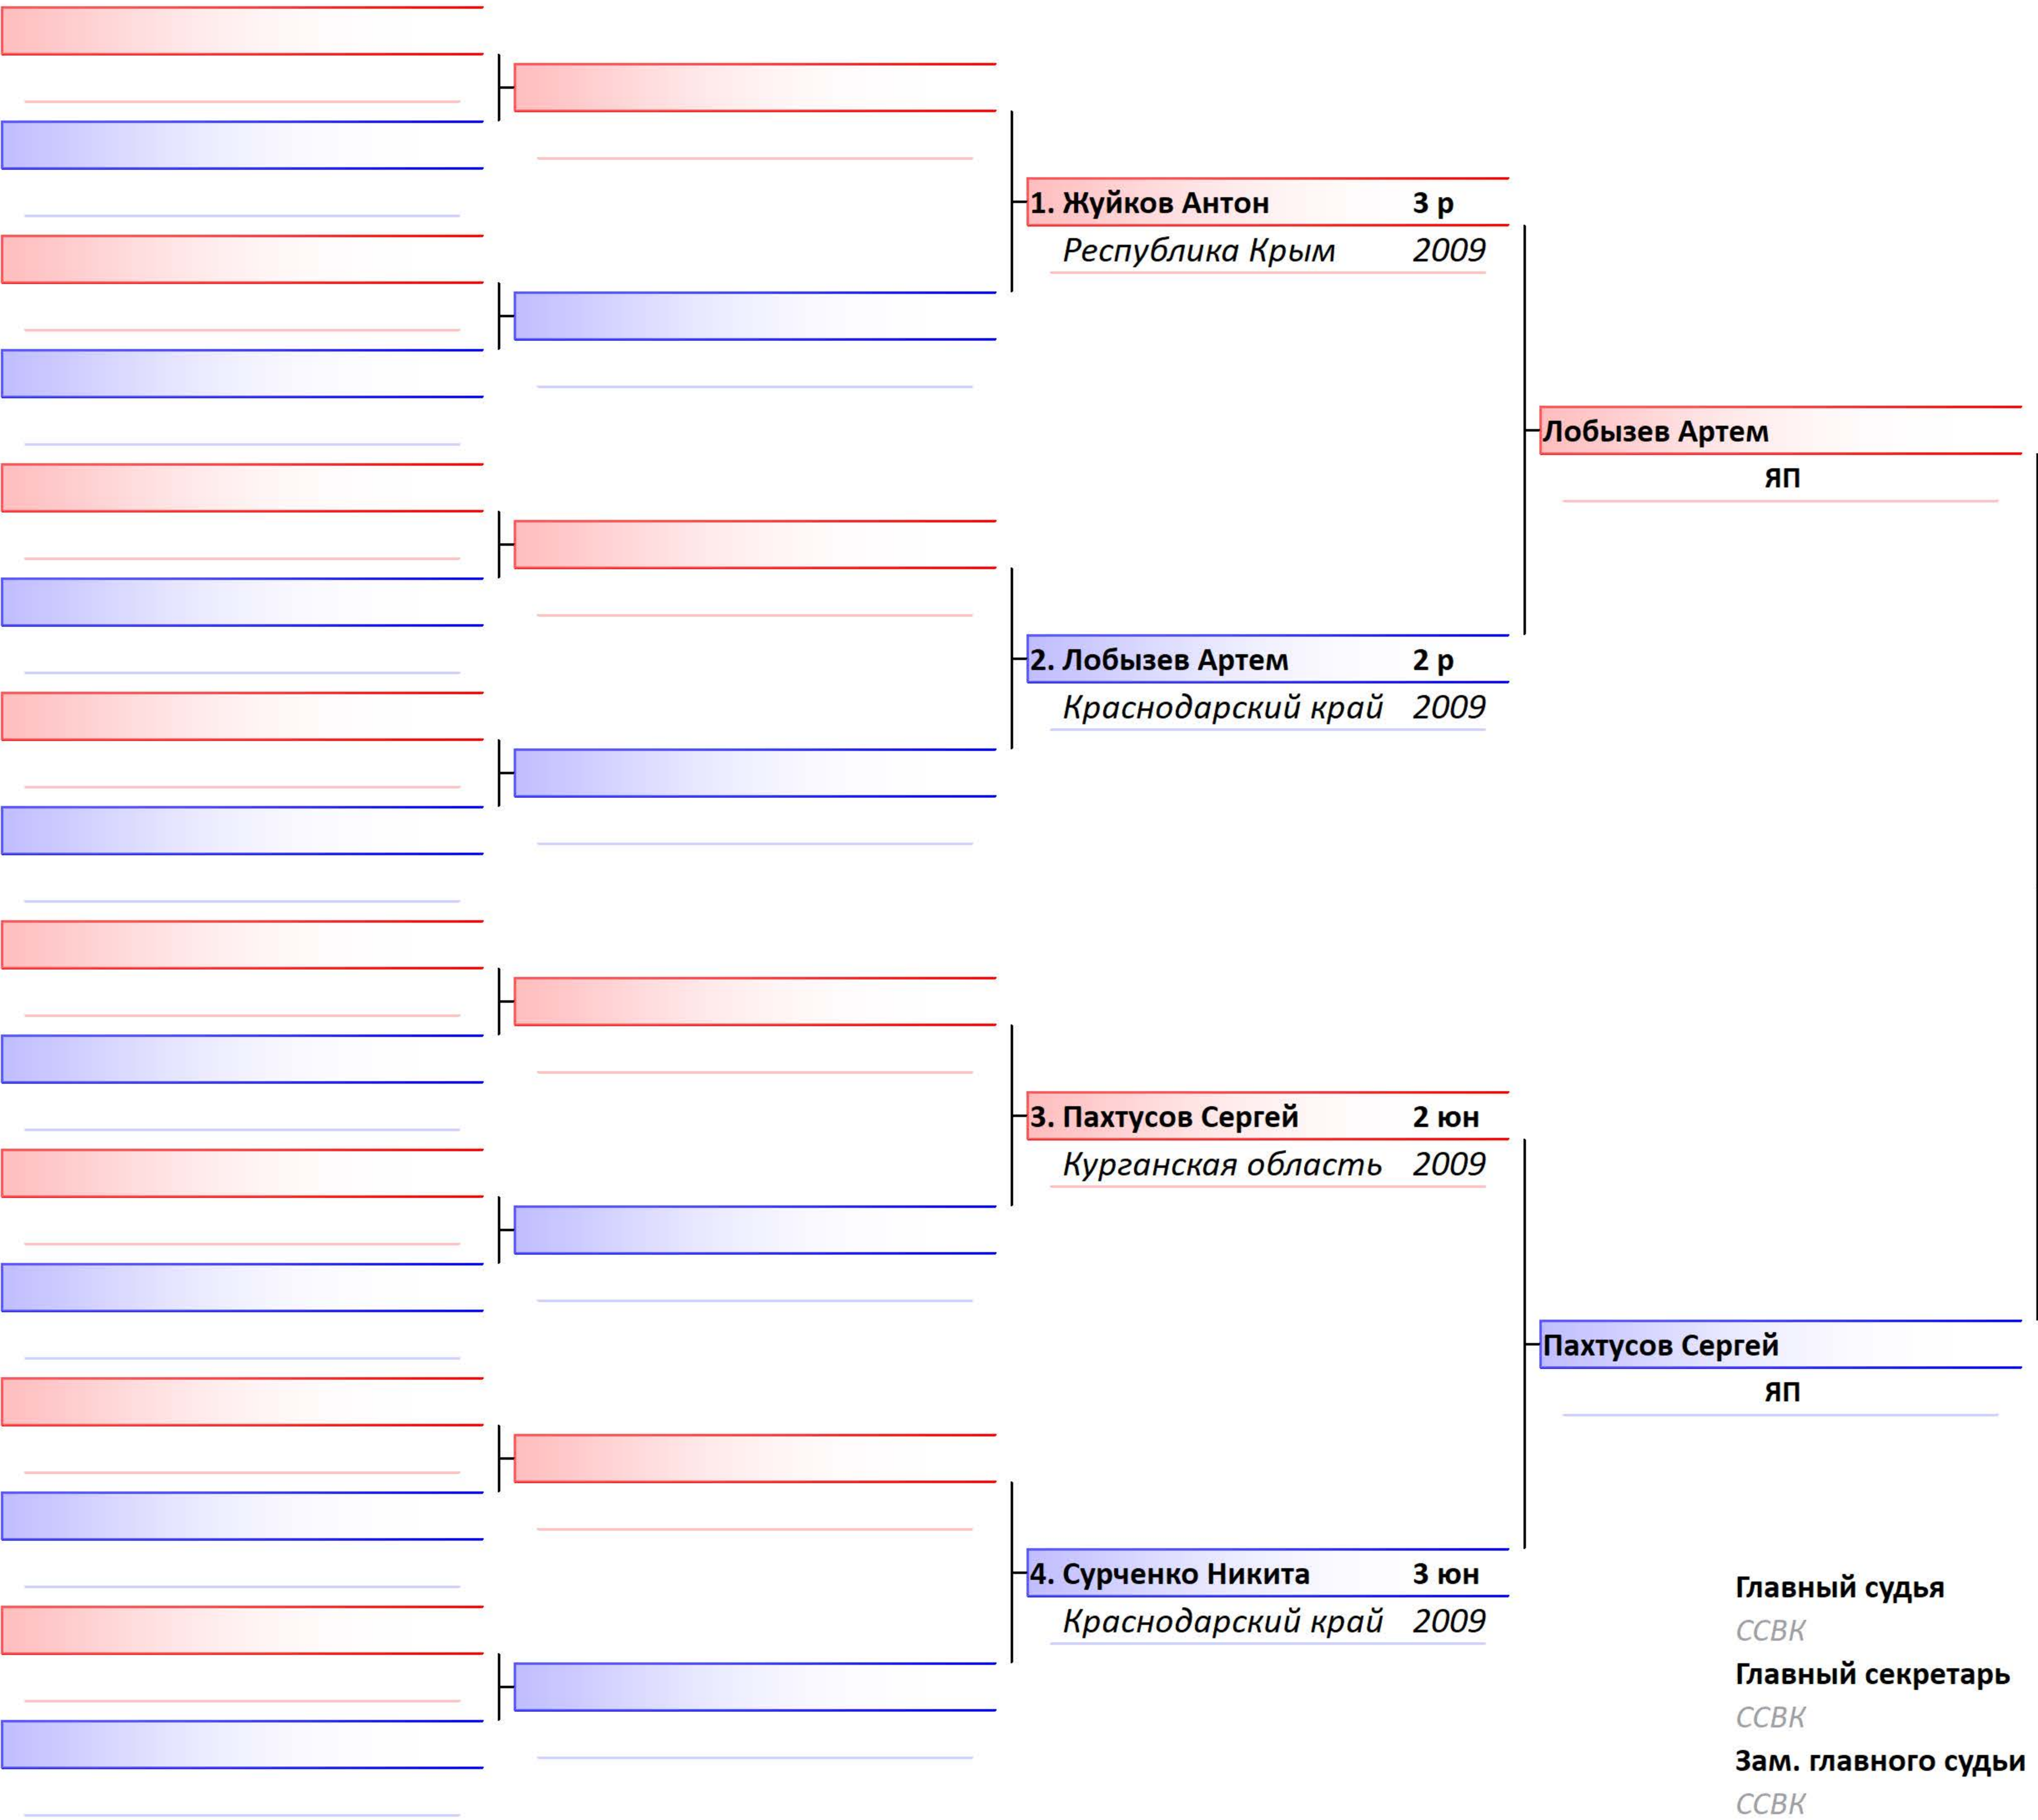 1. Жуйков Антон 3 р
Республика Крым 2009
Лобызев Артем
ЯП
2. Лобызев Артем 2 р
Краснодарский край 2009
3. Пахтусов Сергей 2 юн
Курганская область 2009
Пахтусов Сергей
ЯП
4. Сурченко Никита 3 юн
Краснодарский край 2009
Главный судья
ССВК
Главный секретарь
ССВК
Зам. главного судьи
ССВК